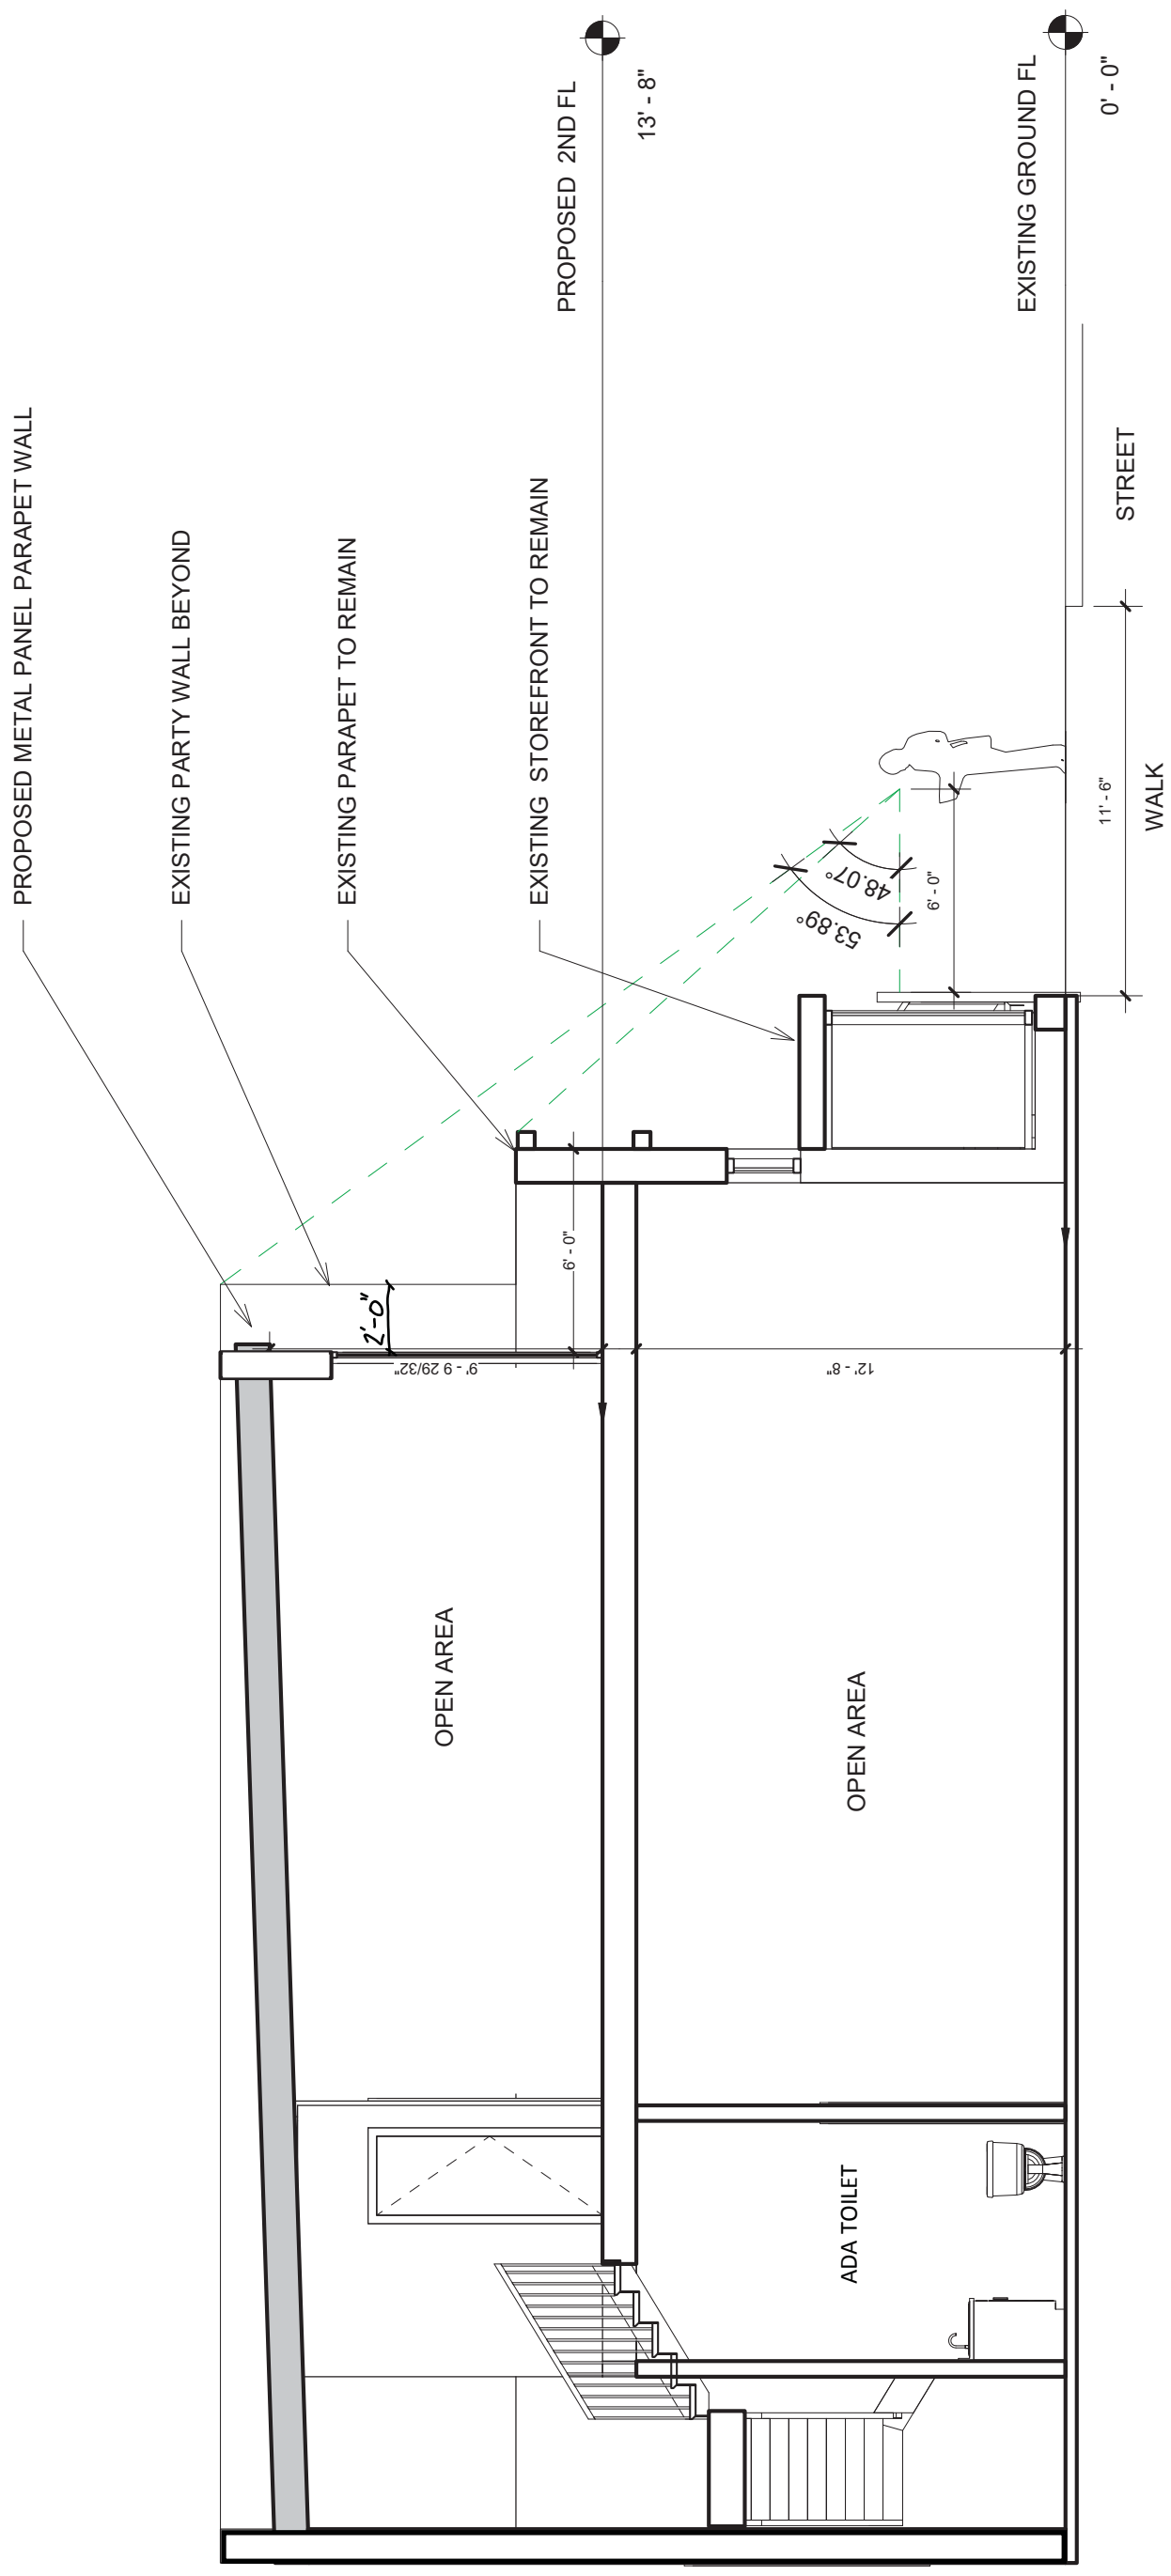 PROPOSED METAL PANEL PARAPET WALL
EXISTING PARTY WALL BEYOND
EXISTING PARAPET TO REMAIN
EXISTING STOREFRONT TO REMAIN
PROPOSED 2ND FL
13' - 8"
EXISTING GROUND FL
0' - 0"
STREET
WALK
11' - 6"
6' - 0"
48.07°
53.89°
6' - 0"
2'-0"
9' - 9 29/32"
12' - 8"
OPEN AREA
OPEN AREA
ADA TOILET